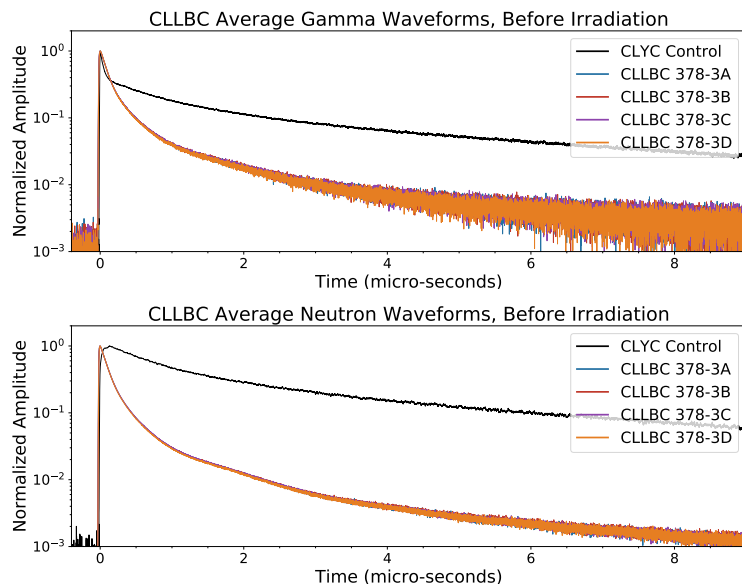 CLLBC Average Gamma Waveforms, Before Irradiation
Normalized Amplitude
10⁰
10⁻¹
10⁻²
10⁻³
CLYC Control
CLLBC 378-3A
CLLBC 378-3B
CLLBC 378-3C
CLLBC 378-3D
0 2 4 6 8
Time (micro-seconds)
CLLBC Average Neutron Waveforms, Before Irradiation
Normalized Amplitude
10⁰
10⁻¹
10⁻²
10⁻³
CLYC Control
CLLBC 378-3A
CLLBC 378-3B
CLLBC 378-3C
CLLBC 378-3D
0 2 4 6 8
Time (micro-seconds)